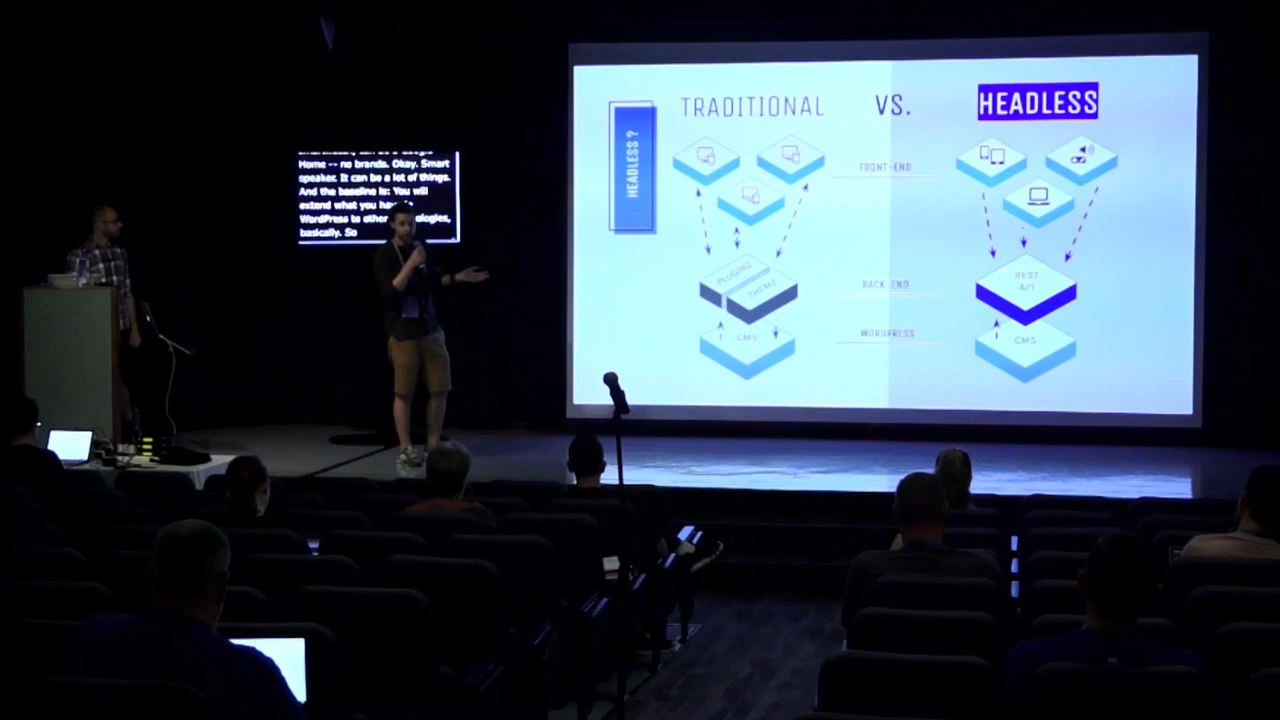 Home -- no brands. Okay. Smart
speaker. It can be a lot of things.
And the baseline is: You will
extend what you have
WordPress to other ologies,
basically. So
HEADLESS?
TRADITIONAL VS. HEADLESS
FRONT-END
PLUGINS
THEME
BACK-END
REST
API
WORDPRESS
CMS
CMS